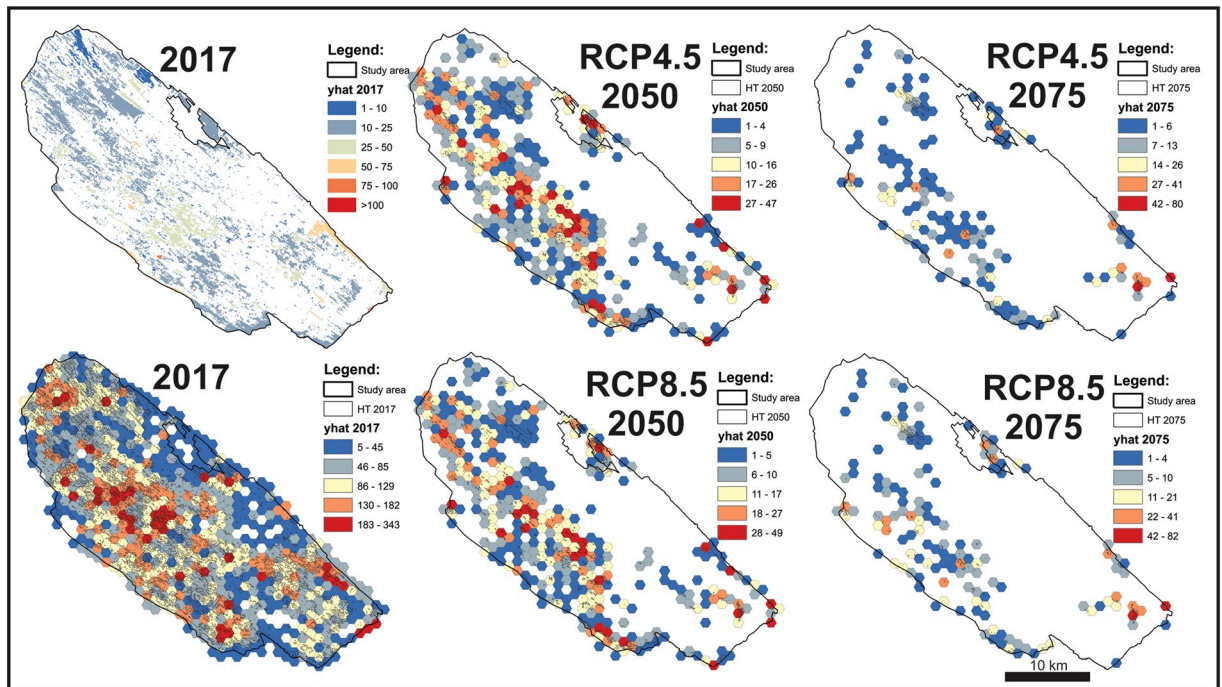 2017
Legend:
Study area
yhat 2017
1 - 10
10 - 25
25 - 50
50 - 75
75 - 100
>100
RCP4.5
2050
Legend:
Study area
HT 2050
yhat 2050
1 - 4
5 - 9
10 - 16
17 - 26
27 - 47
RCP4.5
2075
Legend:
Study area
HT 2075
yhat 2075
1 - 6
7 - 13
14 - 26
27 - 41
42 - 80
2017
Legend:
Study area
HT 2017
yhat 2017
5 - 45
46 - 85
86 - 129
130 - 182
183 - 343
RCP8.5
2050
Legend:
Study area
HT 2050
yhat 2050
1 - 5
6 - 10
11 - 17
18 - 27
28 - 49
RCP8.5
2075
Legend:
Study area
HT 2075
yhat 2075
1 - 4
5 - 10
11 - 21
22 - 41
42 - 82
10 km